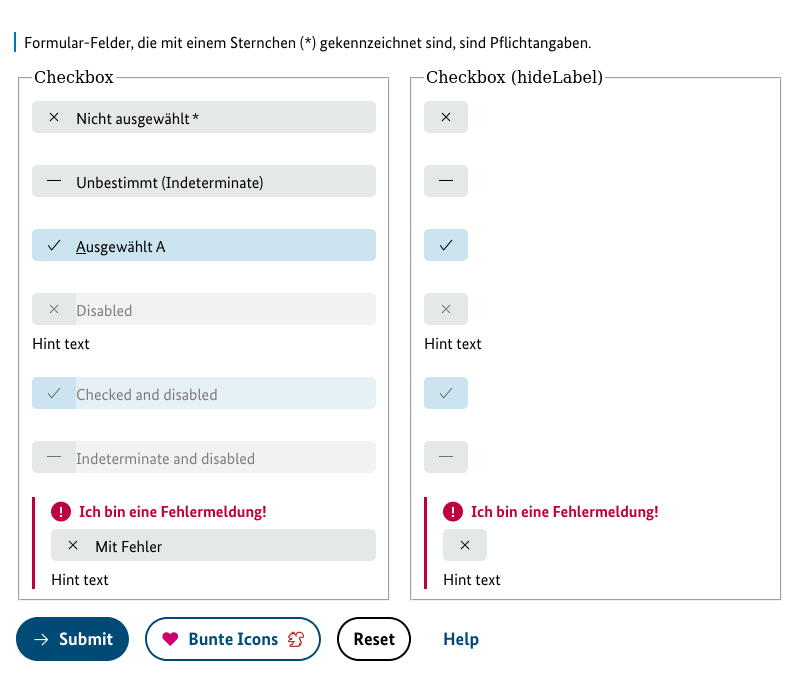 Formular-Felder, die mit einem Sternchen (*) gekennzeichnet sind, sind Pflichtangaben.
Checkbox
Nicht ausgewählt *
Unbestimmt (Indeterminate)
Ausgewählt A
Disabled
Hint text
Checked and disabled
Indeterminate and disabled
Ich bin eine Fehlermeldung!
Mit Fehler
Hint text
Checkbox (hideLabel)
Hint text
Ich bin eine Fehlermeldung!
Hint text
Submit
Bunte Icons
Reset
Help